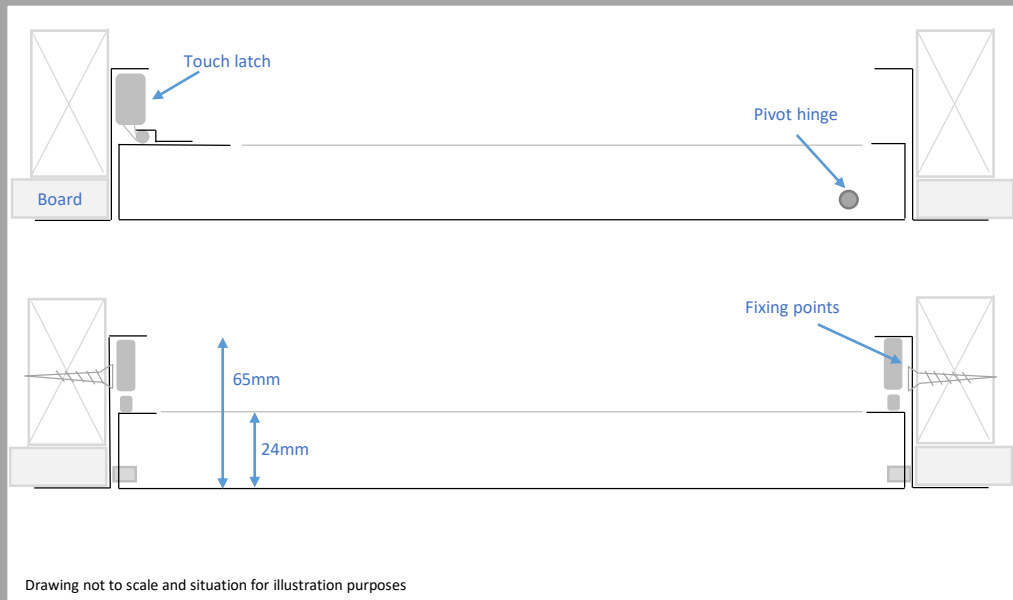 Touch latch
Pivot hinge
Board
Fixing points
65mm
24mm
Drawing not to scale and situation for illustration purposes